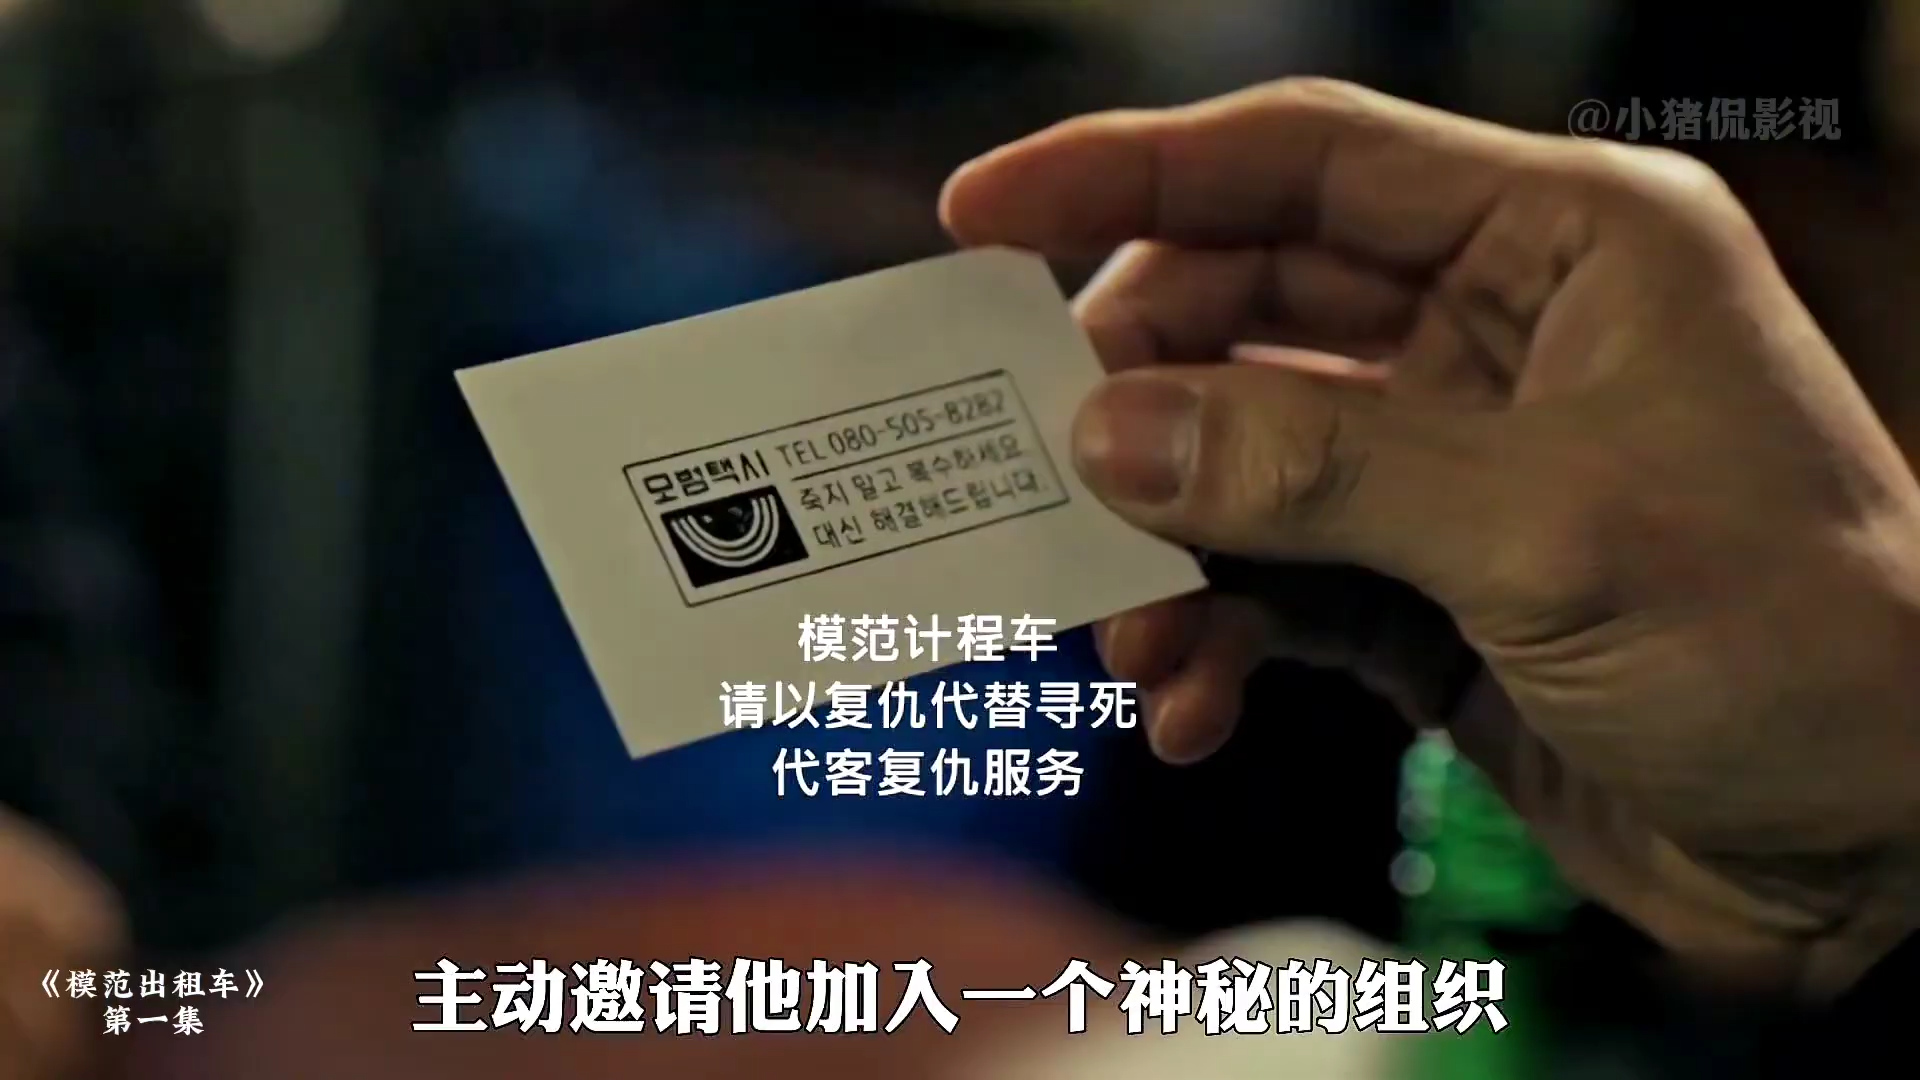 @小猪侃影视
모범택시 TEL 080-505-8282
죽지 말고 복수하세요.
대신 해결해드립니다.
模范计程车
请以复仇代替寻死
代客复仇服务
主动邀请他加入一个神秘的组织
《模范出租车》
第一集